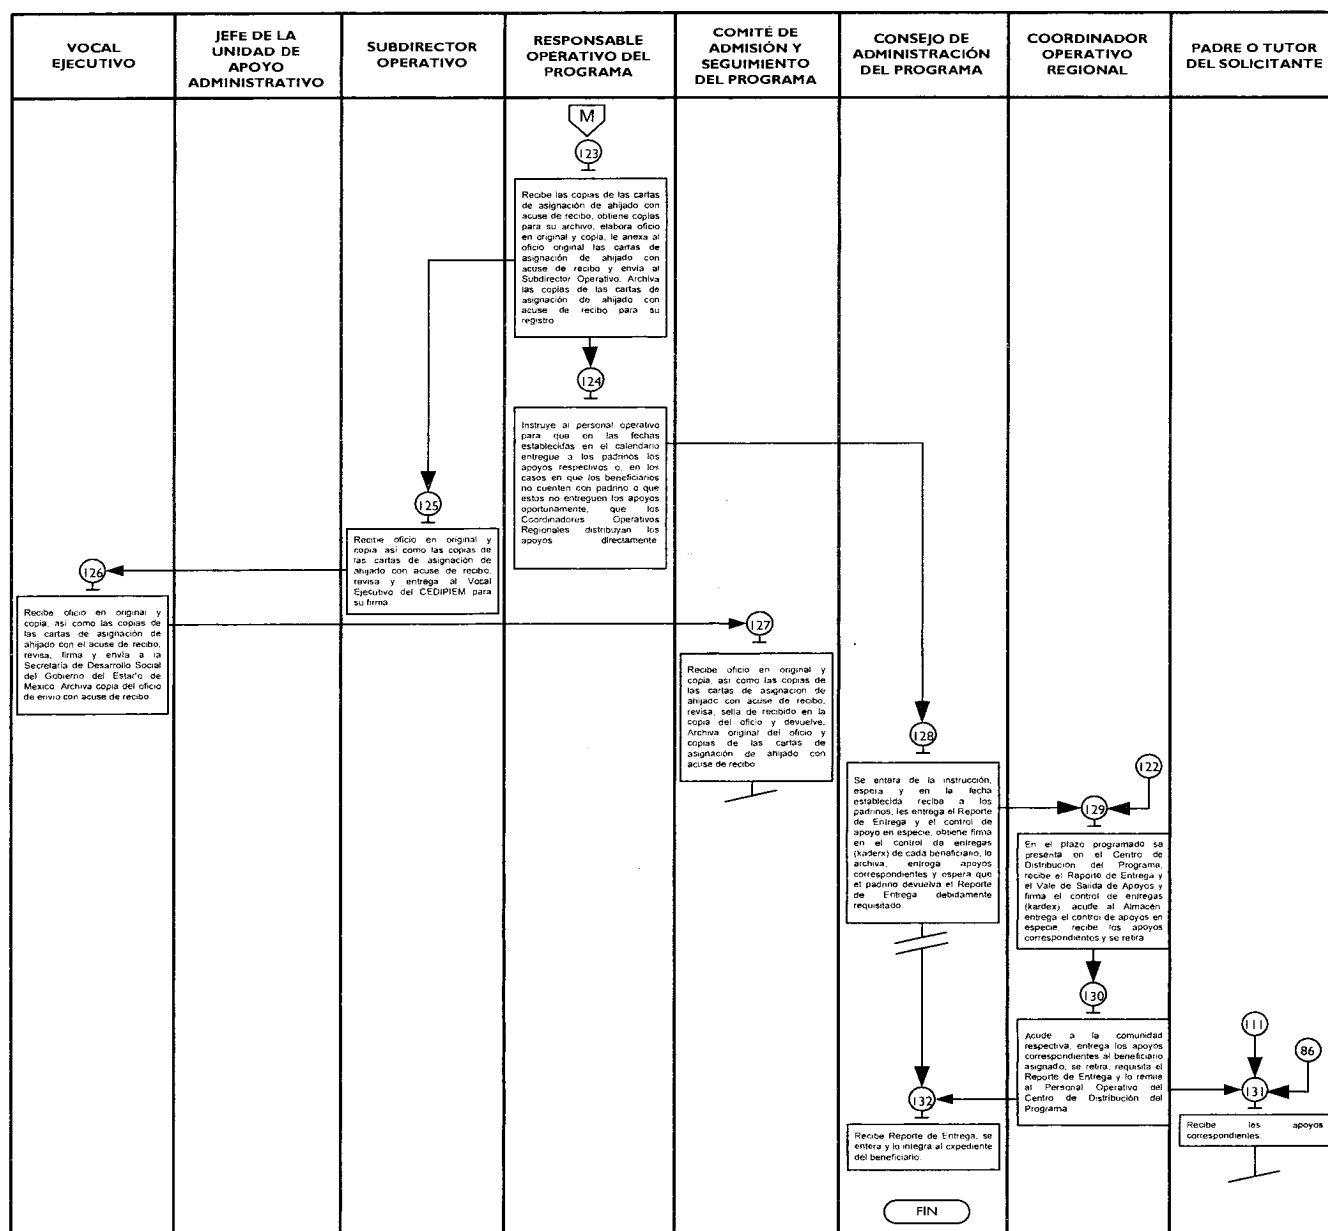 VOCAL
EJECUTIVO
JEFE DE LA
UNIDAD DE
APOYO
ADMINISTRATIVO
SUBDIRECTOR
OPERATIVO
RESPONSABLE
OPERATIVO DEL
PROGRAMA
COMITÉ DE
ADMISIÓN Y
SEGUIMIENTO
DEL PROGRAMA
CONSEJO DE
ADMINISTRACIÓN
DEL PROGRAMA
COORDINADOR
OPERATIVO
REGIONAL
PADRE O TUTOR
DEL SOLICITANTE
M
123
Recibe las copias de las cartas
de asignación de ahijado con
acuse de recibo, obtiene copias
para su archivo, elabora oficio
en original y copia, le anexa al
oficio original las cartas de
asignación de ahijado con
acuse de recibo y envía al
Subdirector Operativo. Archiva
las copias de las cartas de
asignación de ahijado con
acuse de recibo para su
registro
124
Instruye al personal operativo
para que en las fechas
establecidas en el calendario
entregue a los padrinos los
apoyos respectivos o, en los
casos en que los beneficiarios
no cuenten con padrino o que
estos no entreguen los apoyos
oportunamente, que los
Coordinadores Operativos
Regionales distribuyan los
apoyos directamente
125
Recibe oficio en original y
copia, así como las copias de
las cartas de asignación de
ahijado con acuse de recibo,
revisa y entrega al Vocal
Ejecutivo del CEDIPIEM para
su firma
126
Recibe oficio en original y
copia, así como las copias de
las cartas de asignación de
ahijado con el acuse de recibo,
revisa, firma y envía a la
Secretaría de Desarrollo Social
del Gobierno del Estado de
México. Archiva copia del oficio
de envío con acuse de recibo
127
Recibe oficio en original y
copia, así como las copias de
las cartas de asignación de
ahijado con acuse de recibo,
revisa, sella de recibido en la
copia del oficio y devuelve.
Archiva original del oficio y
copias de las cartas de
asignación de ahijado con
acuse de recibo
128
Se entera de la instrucción,
espera y en la fecha
establecida recibe a los
padrinos, les entrega el Reporte
de Entrega y el control de
apoyo en especie, obtiene firma
en el control de entregas
(kaderx) de cada beneficiario, lo
archiva, entrega apoyos
correspondientes y espera que
el padrino devuelva el Reporte
de Entrega debidamente
requisitado.
122
129
En el plazo programado se
presenta en el Centro de
Distribución del Programa,
recibe el Reporte de Entrega y
el Vale de Salida de Apoyos y
firma el control de entregas
(kardex) acude al Almacén
entrega el control de apoyos en
especie, recibe los apoyos
correspondientes y se retira
130
Acude a la comunidad
respectiva, entrega los apoyos
correspondientes al beneficiario
asignado, se retira, requisita el
Reporte de Entrega y lo remite
al Personal Operativo del
Centro de Distribución del
Programa
111
86
131
Recibe los apoyos
correspondientes.
132
Recibe Reporte de Entrega, se
entera y lo integra al expediente
del beneficiario.
FIN